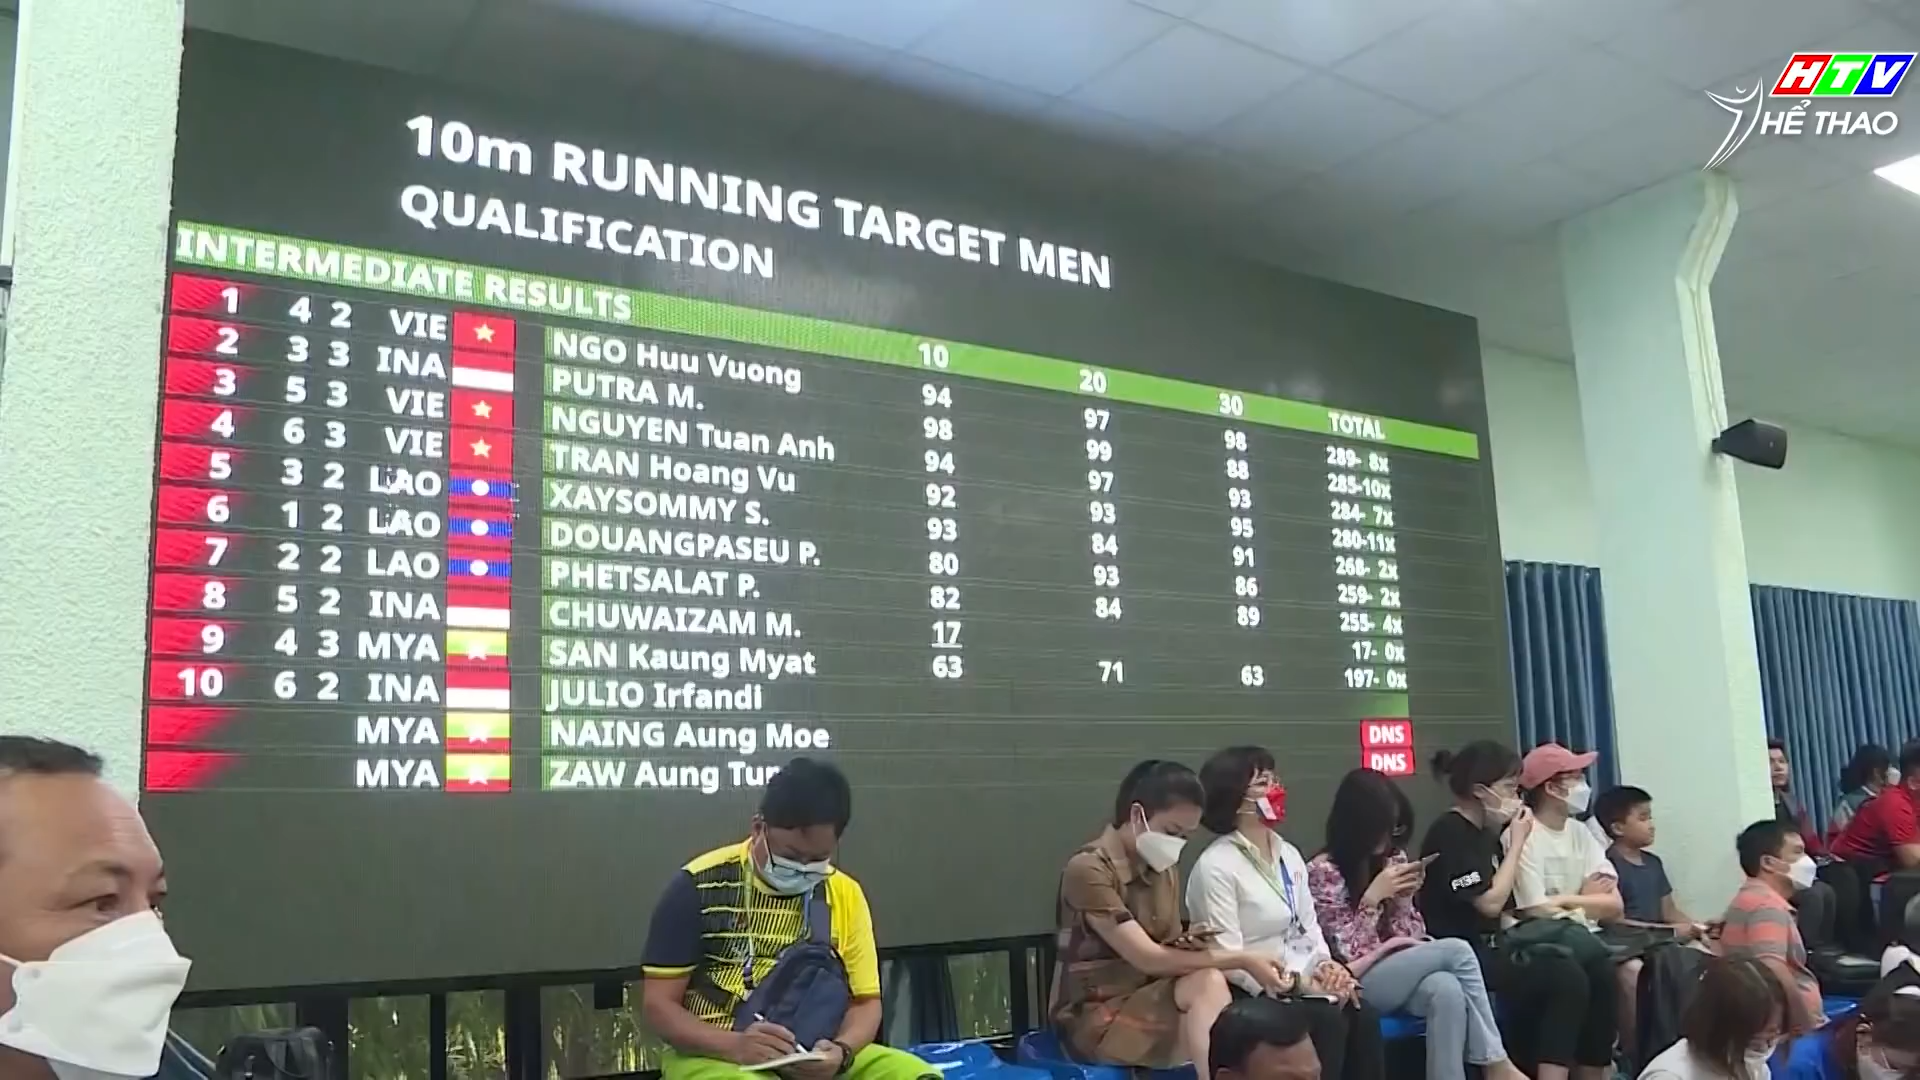 HTV
THỂ THAO
10m RUNNING TARGET MEN
QUALIFICATION
INTERMEDIATE RESULTS 10 20 30 TOTAL
1 4 2 VIE NGO Huu Vuong 94 97 98 289- 8x
2 3 3 INA PUTRA M. 98 99 88 285-10x
3 5 3 VIE NGUYEN Tuan Anh 94 97 93 284- 7x
4 6 3 VIE TRAN Hoang Vu 92 93 95 280-11x
5 3 2 LAO XAYSOMMY S. 93 84 91 268- 2x
6 1 2 LAO DOUANGPASEU P. 80 93 86 259- 2x
7 2 2 LAO PHETSALAT P. 82 84 89 255- 4x
8 5 2 INA CHUWAIZAM M. 17 17- 0x
9 4 3 MYA SAN Kaung Myat 63 71 63 197- 0x
10 6 2 INA JULIO Irfandi
MYA NAING Aung Moe DNS
MYA ZAW Aung DNS